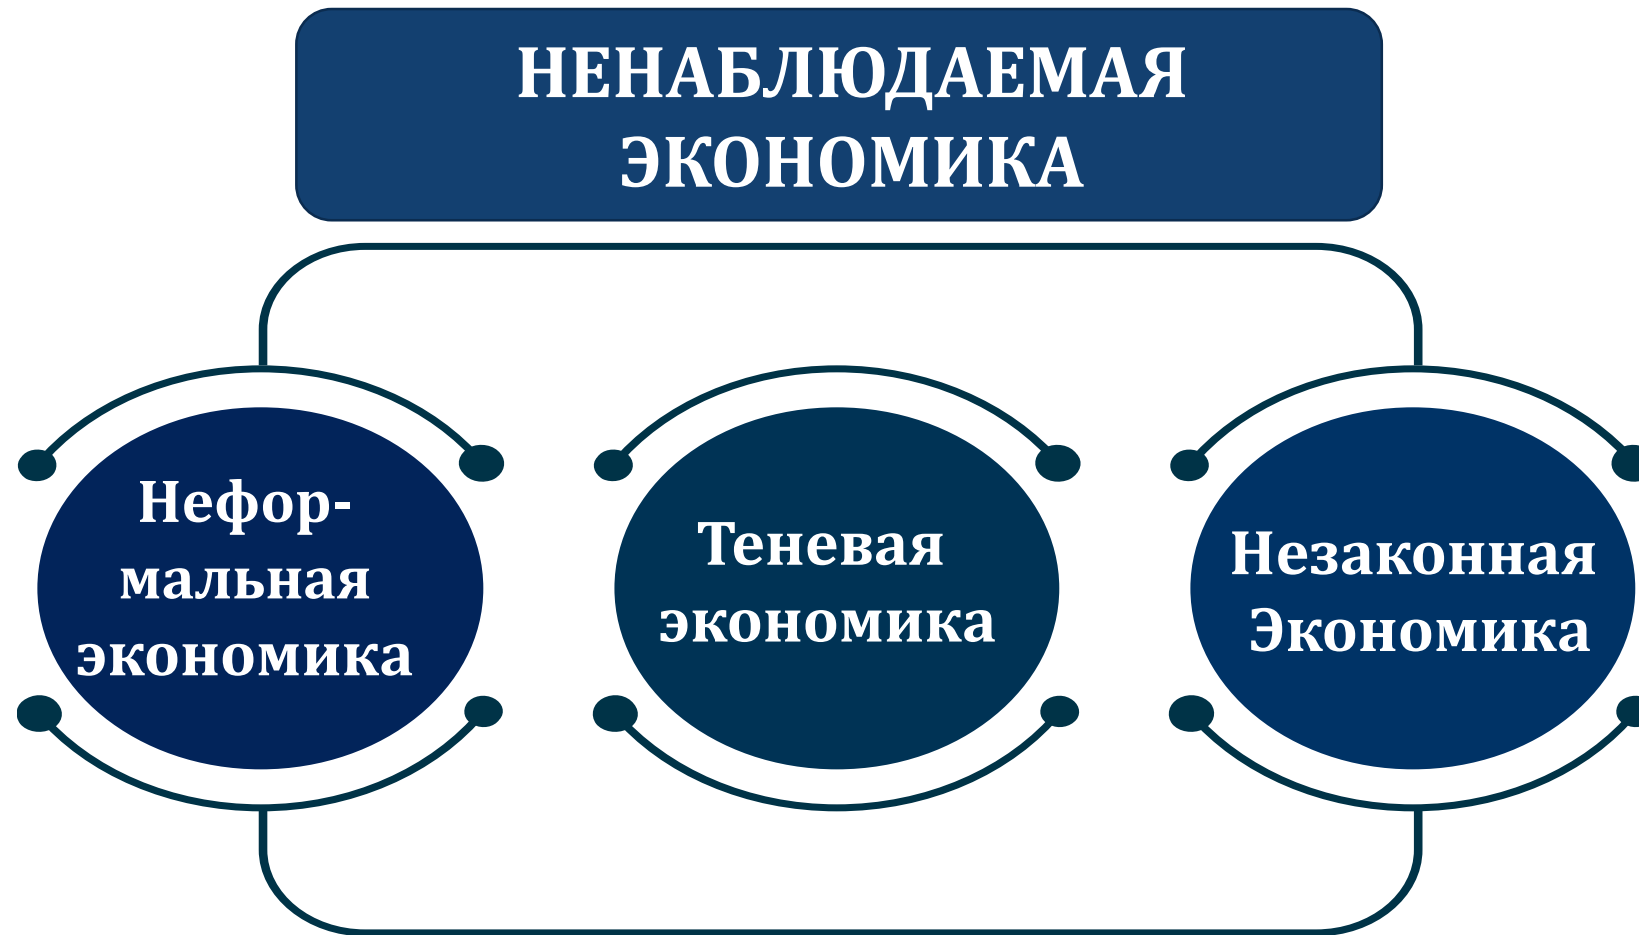 НЕНАБЛЮДАЕМАЯ
ЭКОНОМИКА
Нефор-
мальная
экономика
Теневая
экономика
Незаконная
Экономика